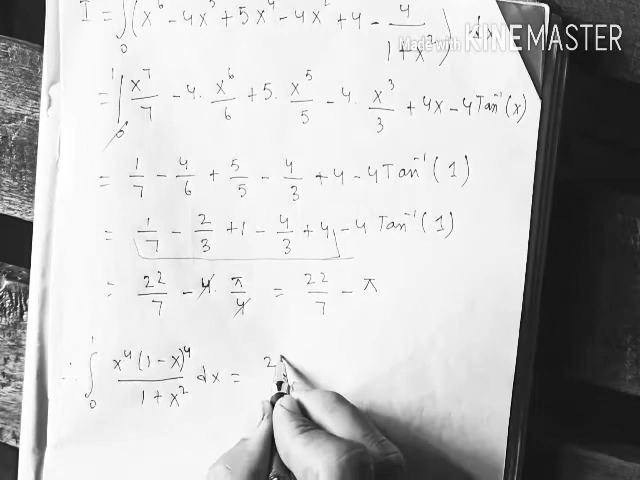 I = ∫₀ (x⁶ - 4x⁵ + 5x⁴ - 4x² + 4 - 4/(1+x²)) dx
Made with KINEMASTER
= ¹|₀ x⁷/7 - 4 · x⁶/6 + 5 · x⁵/5 - 4 · x³/3 + 4x - 4Tan⁻¹(x)
= 1/7 - 4/6 + 5/5 - 4/3 + 4 - 4Tan⁻¹(1)
= 1/7 - 2/3 + 1 - 4/3 + 4 - 4 Tan⁻¹(1)
= 22/7 - 4 · π/4 = 22/7 - π
∴ ∫₀¹ x⁴(1-x)⁴/(1+x²) dx = 2